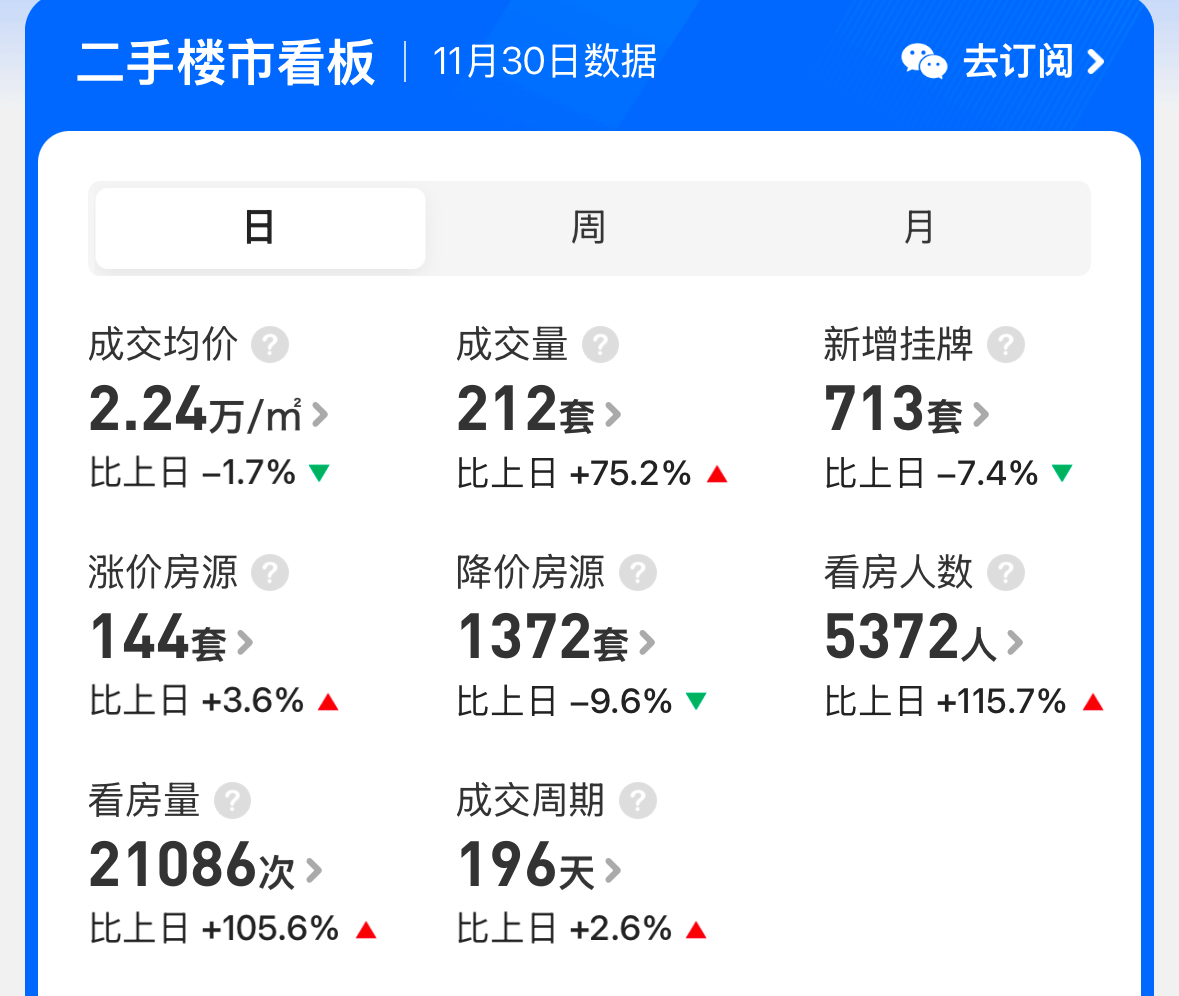 二手楼市看板 11月30日数据 去订阅
日 周 月
成交均价 ? 成交量 ? 新增挂牌 ?
2.24万/㎡ 212套 713套
比上日 –1.7% ▼ 比上日 +75.2% ▲ 比上日 –7.4% ▼
涨价房源 ? 降价房源 ? 看房人数 ?
144套 1372套 5372人
比上日 +3.6% ▲ 比上日 –9.6% ▼ 比上日 +115.7% ▲
看房量 ? 成交周期 ?
21086次 196天
比上日 +105.6% ▲ 比上日 +2.6% ▲